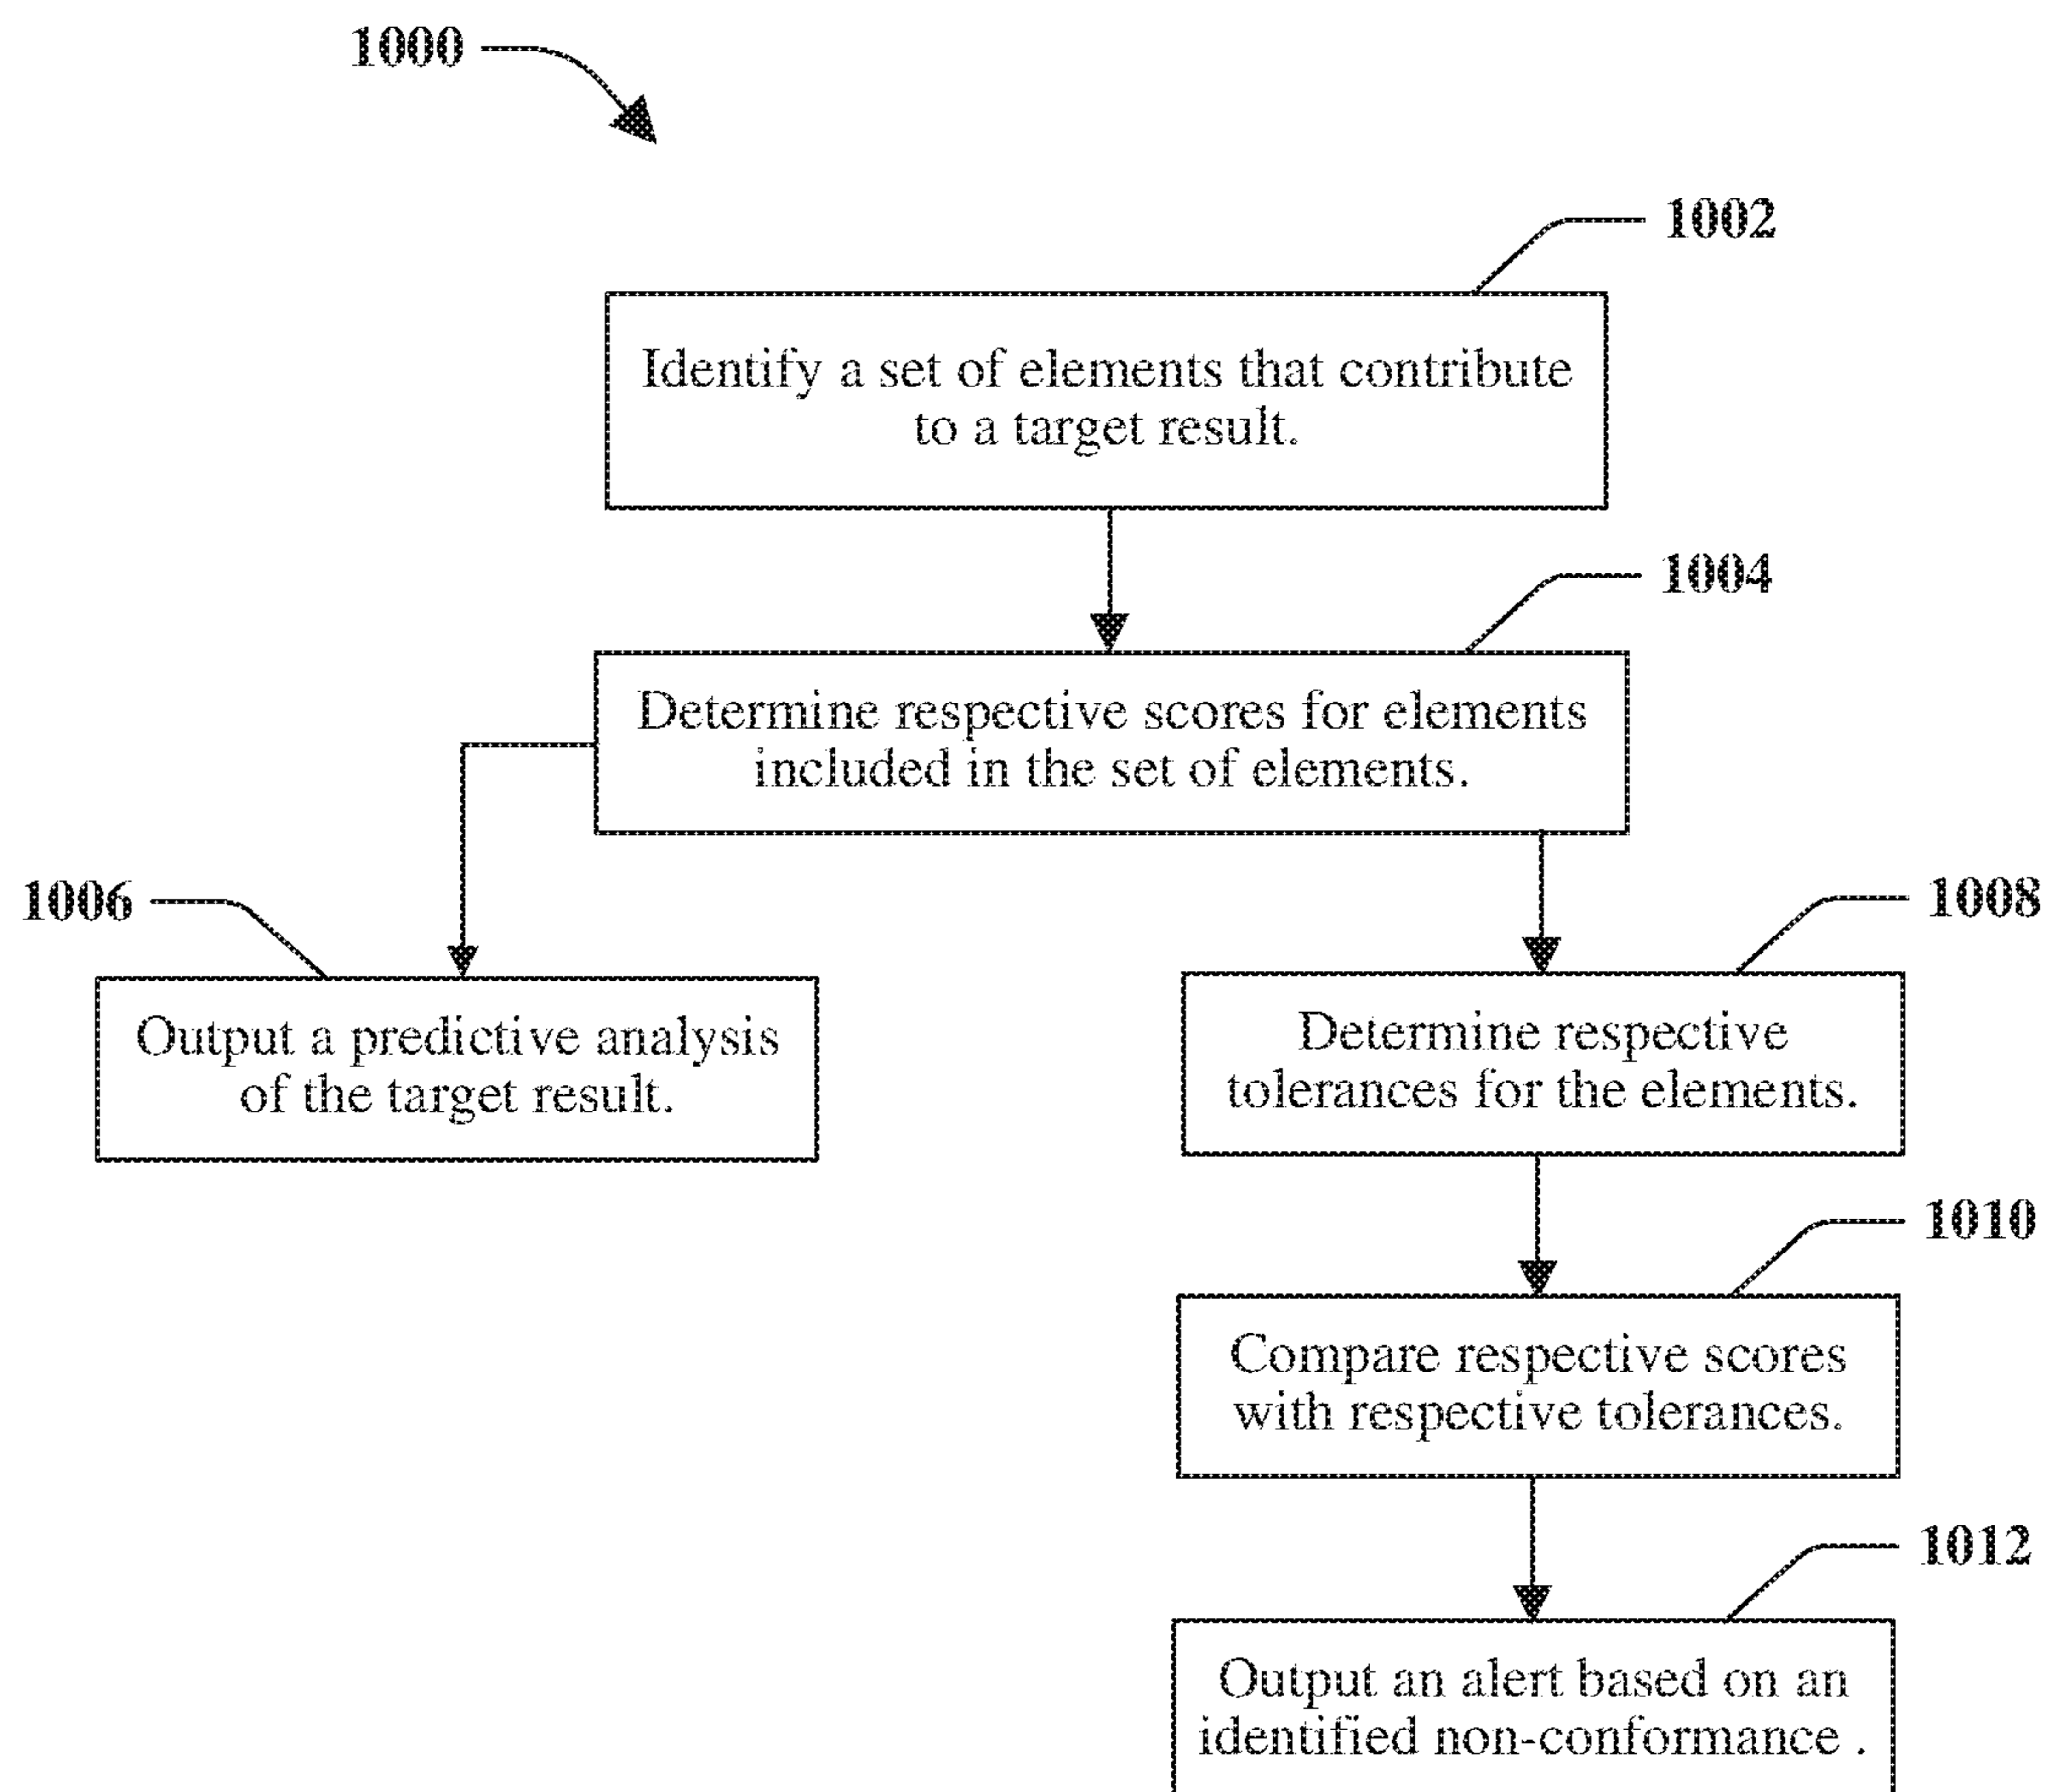 1000
1002
Identify a set of elements that contribute
to a target result.
1004
Determine respective scores for elements
included in the set of elements.
1006
Output a predictive analysis
of the target result.
1008
Determine respective
tolerances for the elements.
1010
Compare respective scores
with respective tolerances.
1012
Output an alert based on an
identified non-conformance .